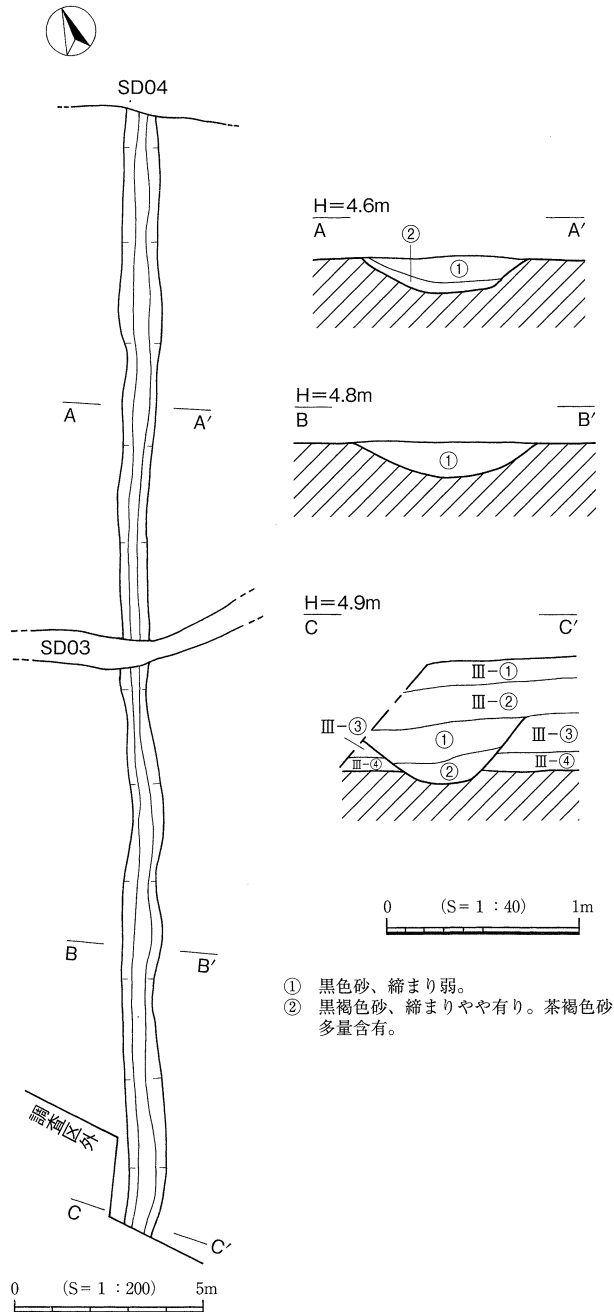 SD04
H=4.6m
A
A′
②
①
A
A′
H=4.8m
B
B′
①
H=4.9m
C
C′
SD03
Ⅲ-①
Ⅲ-②
Ⅲ-③
①
Ⅲ-③
Ⅲ-④
②
Ⅲ-④
0 (S=1:40) 1m
B
B′
① 黒色砂、締まり弱。
② 黒褐色砂、締まりやや有り。茶褐色砂
多量含有。
調査区外
C
C′
0 (S=1:200) 5m